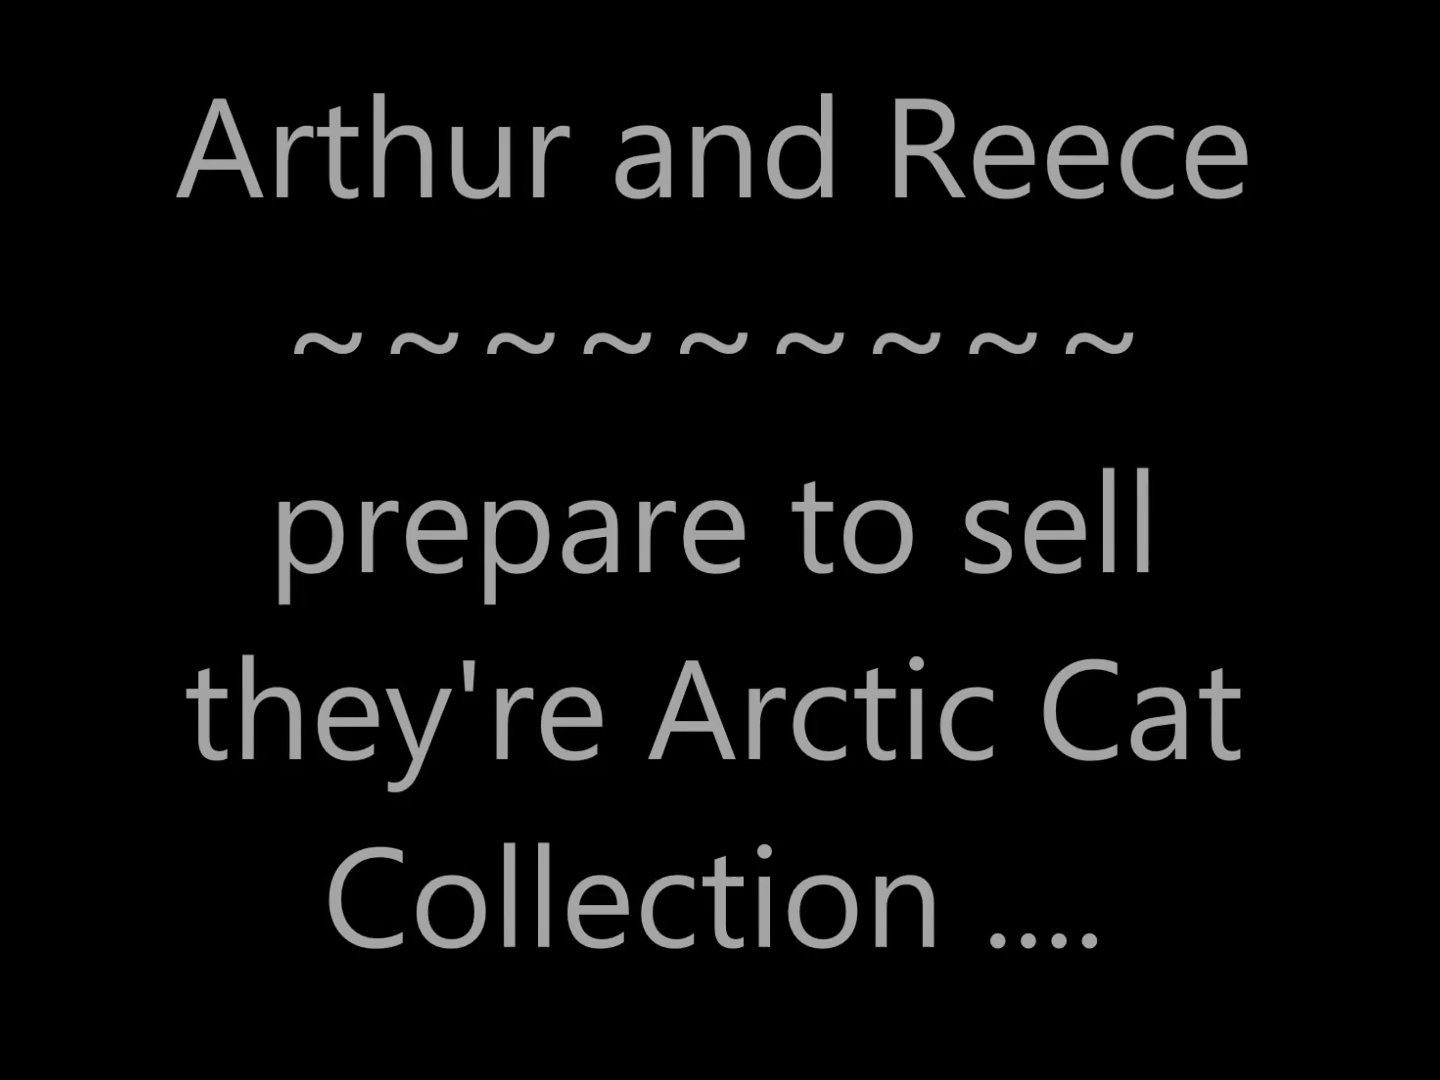 Arthur and Reece
~~~~~~~~~
prepare to sell
they're Arctic Cat
Collection ....